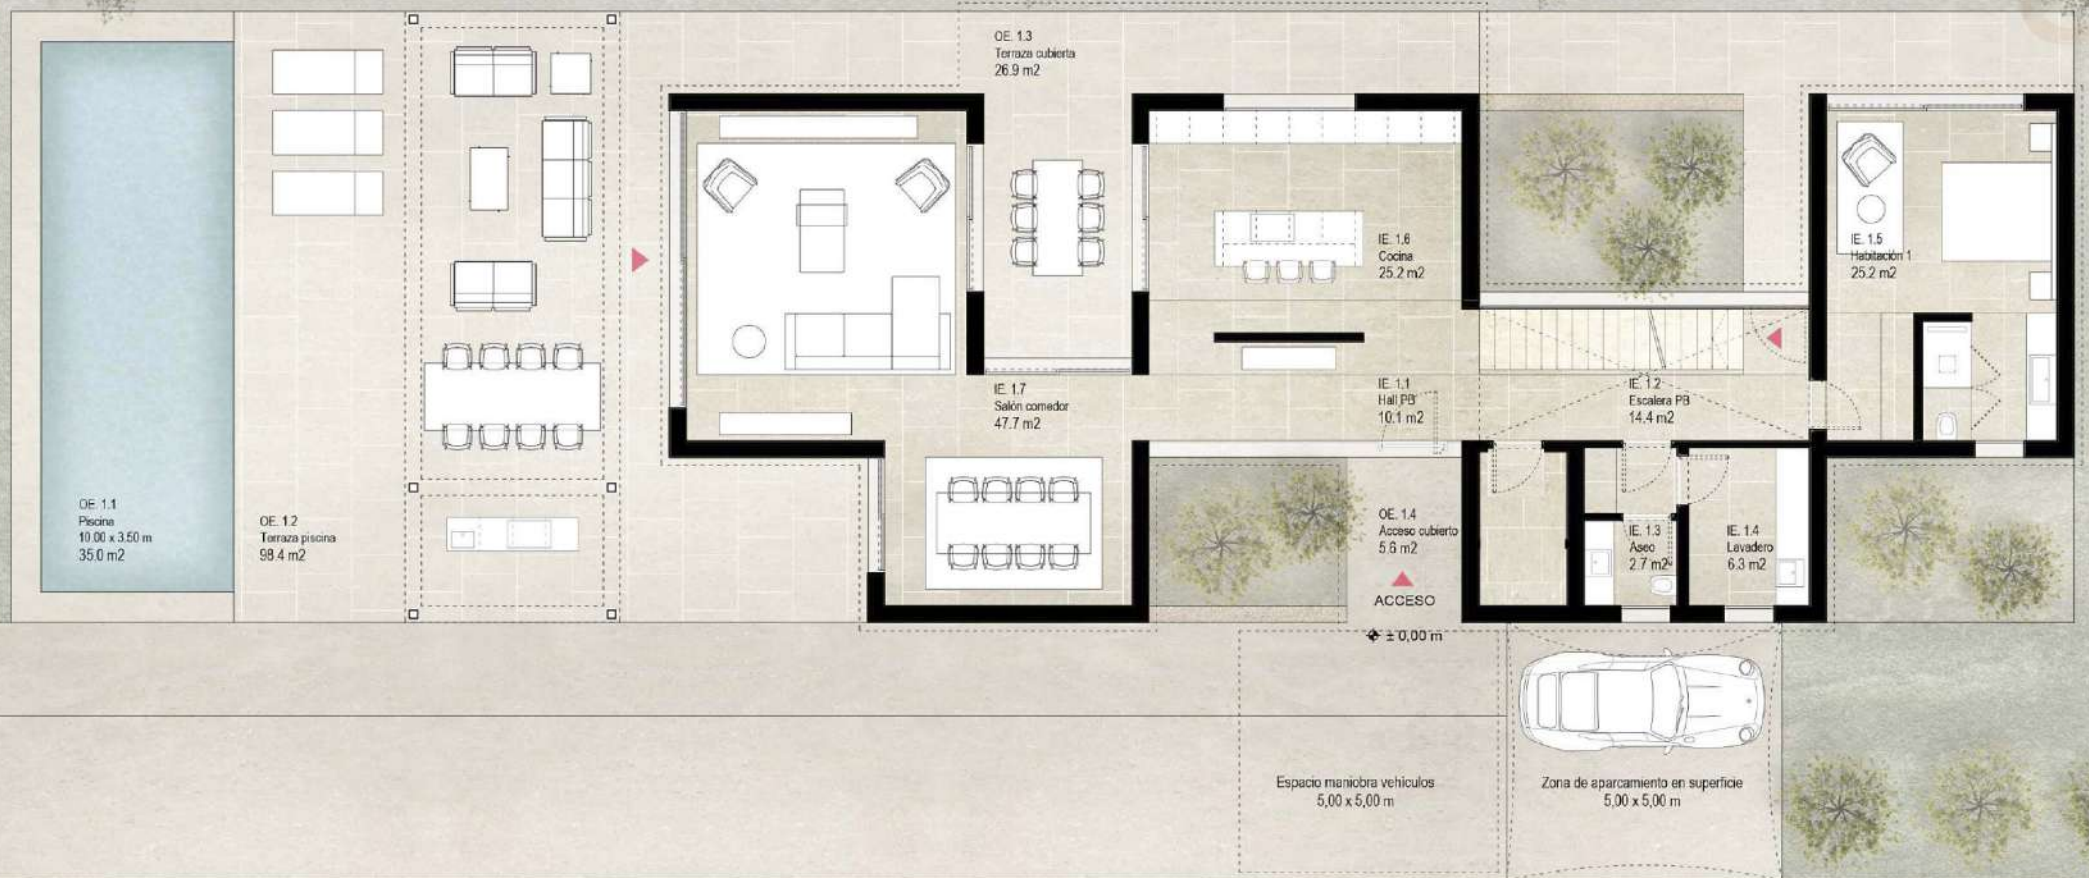 OE. 1.3
Terraza cubierta
26.9 m2
IE. 1.6
Cocina
25.2 m2
IE. 1.5
Habitación 1
25.2 m2
IE. 1.7
Salón comedor
47.7 m2
IE. 1.1
Hall PB
10.1 m2
IE. 1.2
Escalera PB
14.4 m2
OE. 1.1
Piscina
10.00 x 3.50 m
35.0 m2
OE. 1.2
Terraza piscina
98.4 m2
OE. 1.4
Acceso cubierto
5.6 m2
IE. 1.3
Aseo
2.7 m2
IE. 1.4
Lavadero
6.3 m2
ACCESO
± 0,00 m
Espacio maniobra vehículos
5,00 x 5,00 m
Zona de aparcamiento en superficie
5,00 x 5,00 m